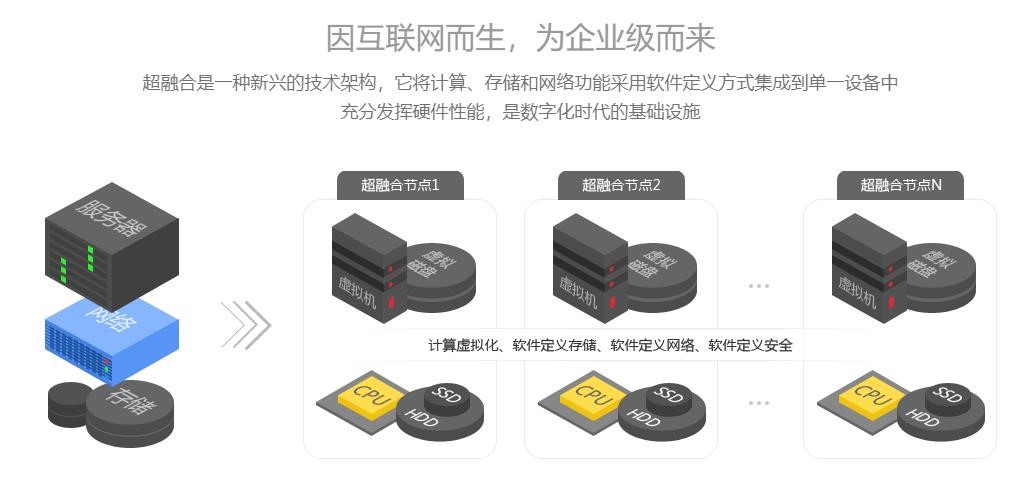 因互联网而生，为企业级而来
超融合是一种新兴的技术架构，它将计算、存储和网络功能采用软件定义方式集成到单一设备中
充分发挥硬件性能，是数字化时代的基础设施
超融合节点1
超融合节点2
超融合节点N
服务器
网络
存储
虚拟机
虚拟
磁盘
虚拟机
虚拟
磁盘
...
虚拟机
虚拟
磁盘
计算虚拟化、软件定义存储、软件定义网络、软件定义安全
CPU
SSD
HDD
CPU
SSD
HDD
...
CPU
SSD
HDD